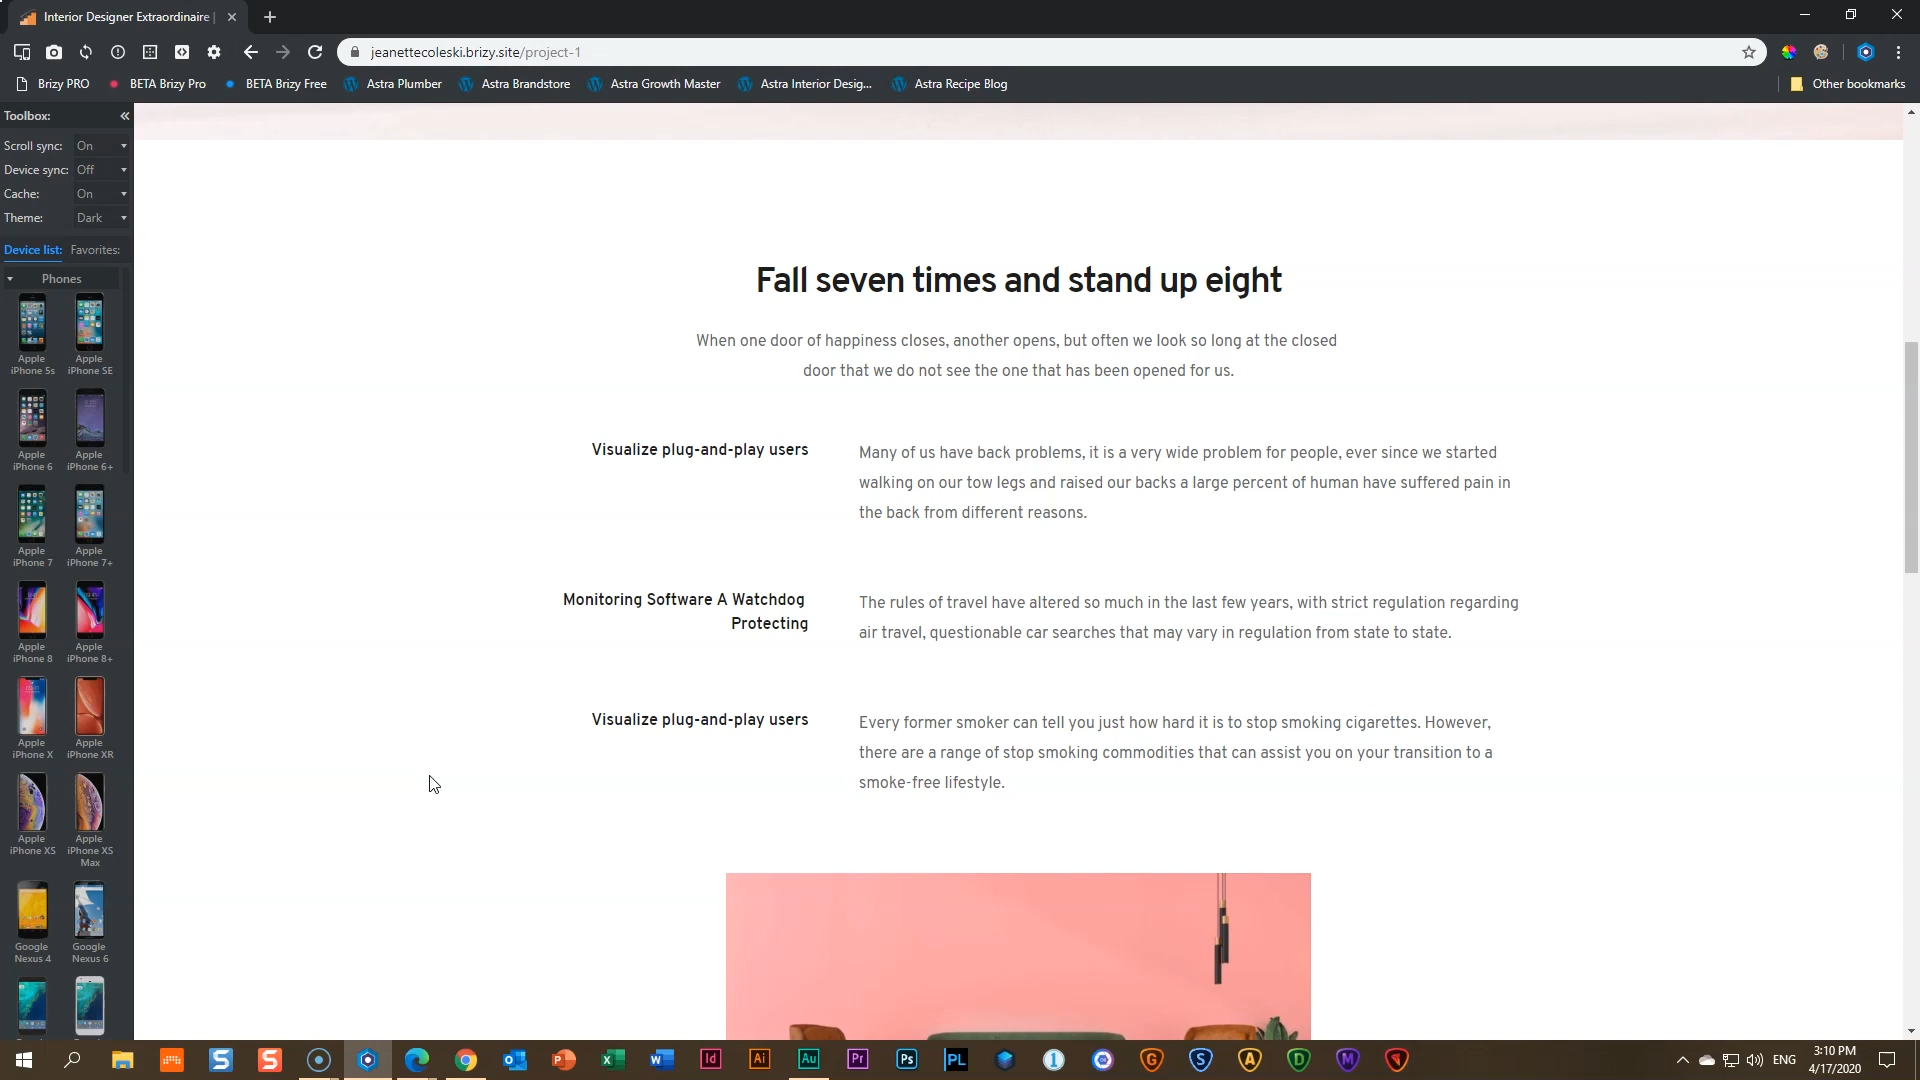 Interior Designer Extraordinaire |
jeanettecoleski.brizy.site/project-1
Brizy PRO
BETA Brizy Pro
BETA Brizy Free
Astra Plumber
Astra Brandstore
Astra Growth Master
Astra Interior Desig...
Astra Recipe Blog
Other bookmarks
Toolbox:
Scroll sync: On
Device sync: Off
Cache: On
Theme: Dark
Device list: Favorites:
Phones
Apple iPhone 5s
Apple iPhone SE
Apple iPhone 6
Apple iPhone 6+
Apple iPhone 7
Apple iPhone 7+
Apple iPhone 8
Apple iPhone 8+
Apple iPhone X
Apple iPhone XR
Apple iPhone XS
Apple iPhone XS Max
Google Nexus 4
Google Nexus 6
Fall seven times and stand up eight
When one door of happiness closes, another opens, but often we look so long at the closed
door that we do not see the one that has been opened for us.
Visualize plug-and-play users
Many of us have back problems, it is a very wide problem for people, ever since we started
walking on our tow legs and raised our backs a large percent of human have suffered pain in
the back from different reasons.
Monitoring Software A Watchdog
Protecting
The rules of travel have altered so much in the last few years, with strict regulation regarding
air travel, questionable car searches that may vary in regulation from state to state.
Visualize plug-and-play users
Every former smoker can tell you just how hard it is to stop smoking cigarettes. However,
there are a range of stop smoking commodities that can assist you on your transition to a
smoke-free lifestyle.
ENG
3:10 PM
4/17/2020